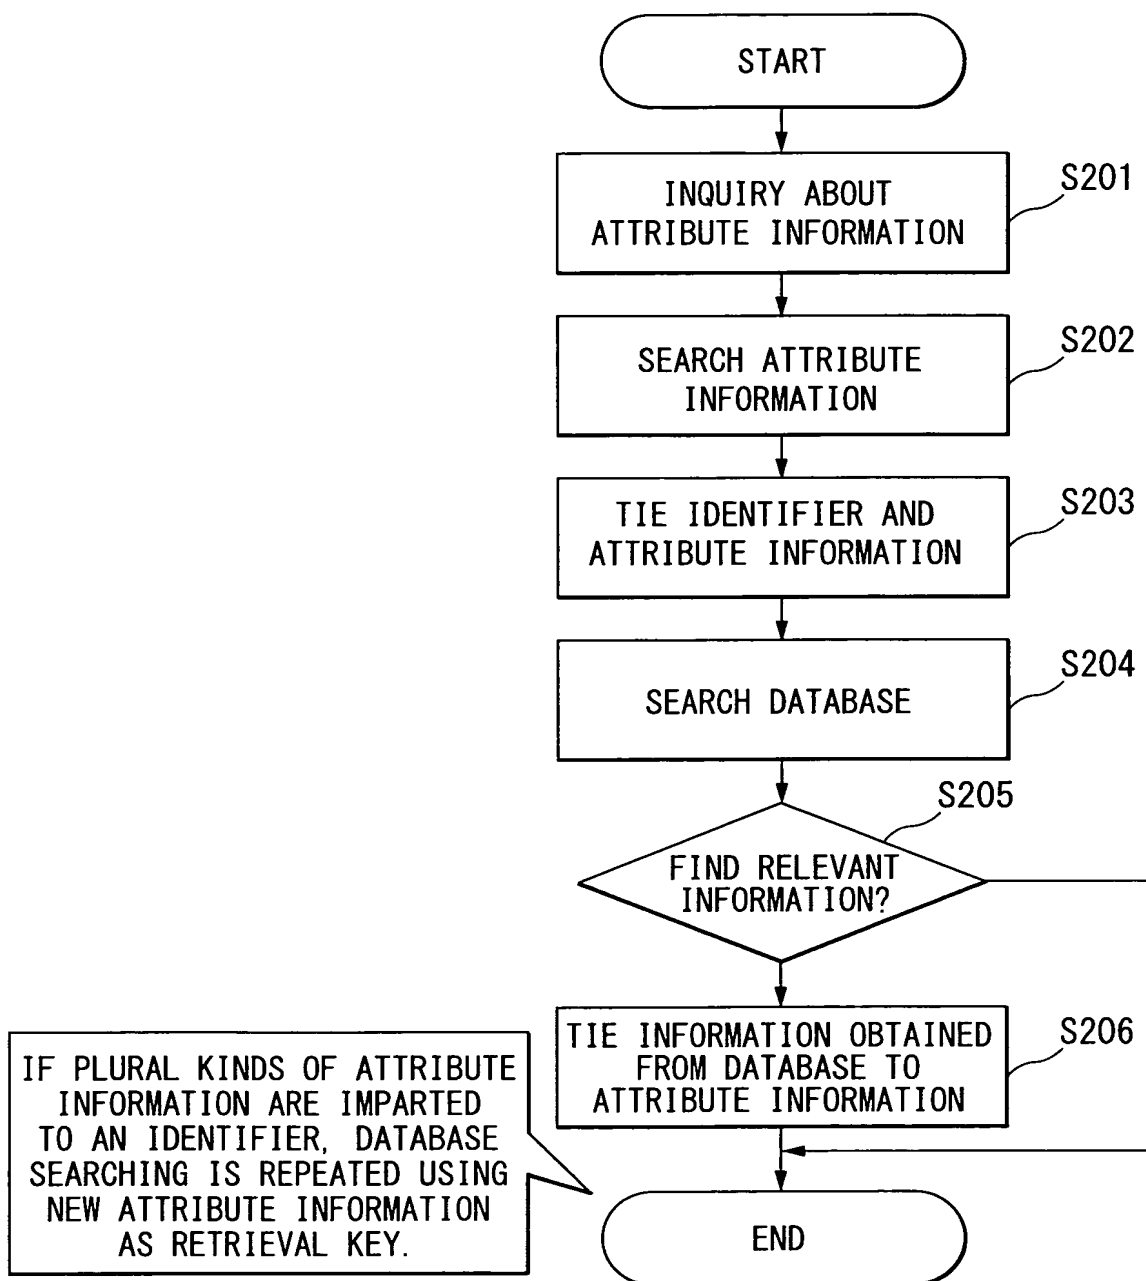 START
INQUIRY ABOUT
ATTRIBUTE INFORMATION
S201
SEARCH ATTRIBUTE
INFORMATION
S202
TIE IDENTIFIER AND
ATTRIBUTE INFORMATION
S203
SEARCH DATABASE
S204
FIND RELEVANT
INFORMATION?
S205
TIE INFORMATION OBTAINED
FROM DATABASE TO
ATTRIBUTE INFORMATION
S206
IF PLURAL KINDS OF ATTRIBUTE
INFORMATION ARE IMPARTED
TO AN IDENTIFIER, DATABASE
SEARCHING IS REPEATED USING
NEW ATTRIBUTE INFORMATION
AS RETRIEVAL KEY.
END